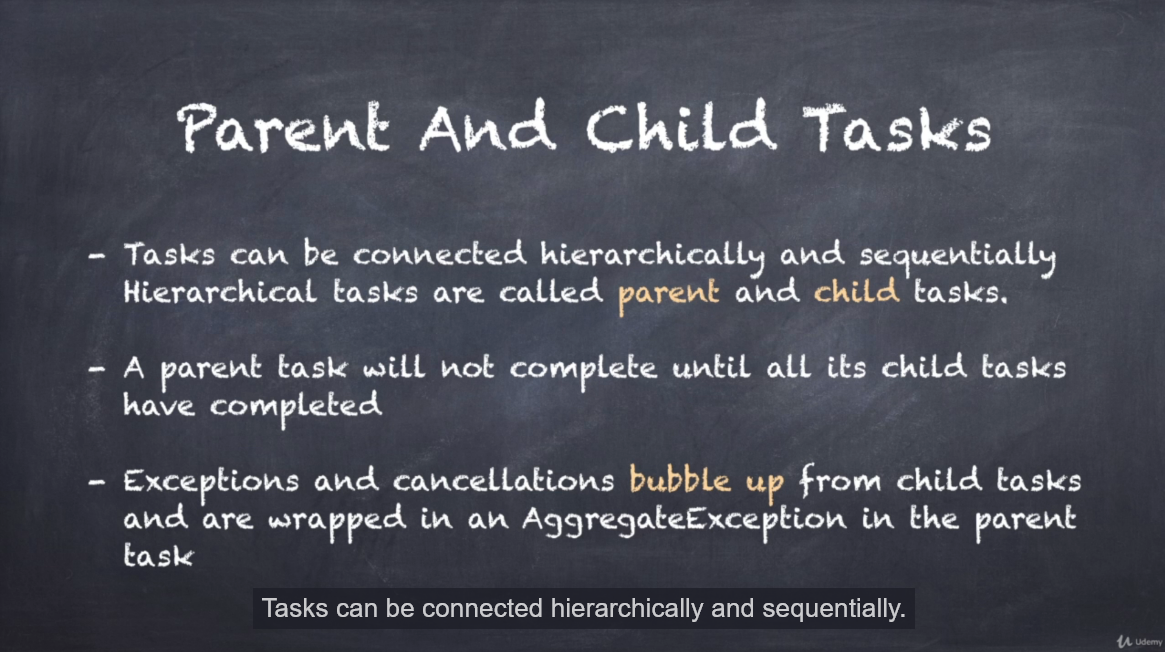 Parent And Child Tasks
- Tasks can be connected hierarchically and sequentially
Hierarchical tasks are called parent and child tasks.
- A parent task will not complete until all its child tasks
have completed
- Exceptions and cancellations bubble up from child tasks
and are wrapped in an AggregateException in the parent
task
Tasks can be connected hierarchically and sequentially.
Udemy